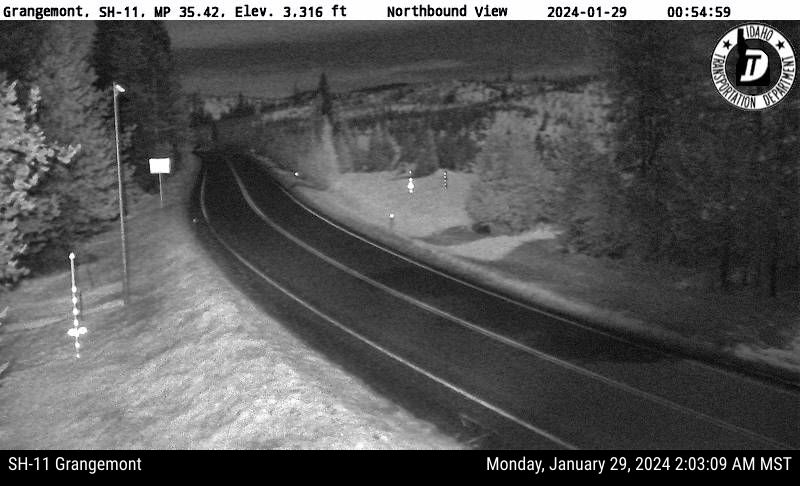 Grangemont, SH-11, MP 35.42, Elev. 3,316 ft Northbound View 2024-01-29 00:54:59
IDAHO
TRANSPORTATION DEPARTMENT
SH-11 Grangemont Monday, January 29, 2024 2:03:09 AM MST